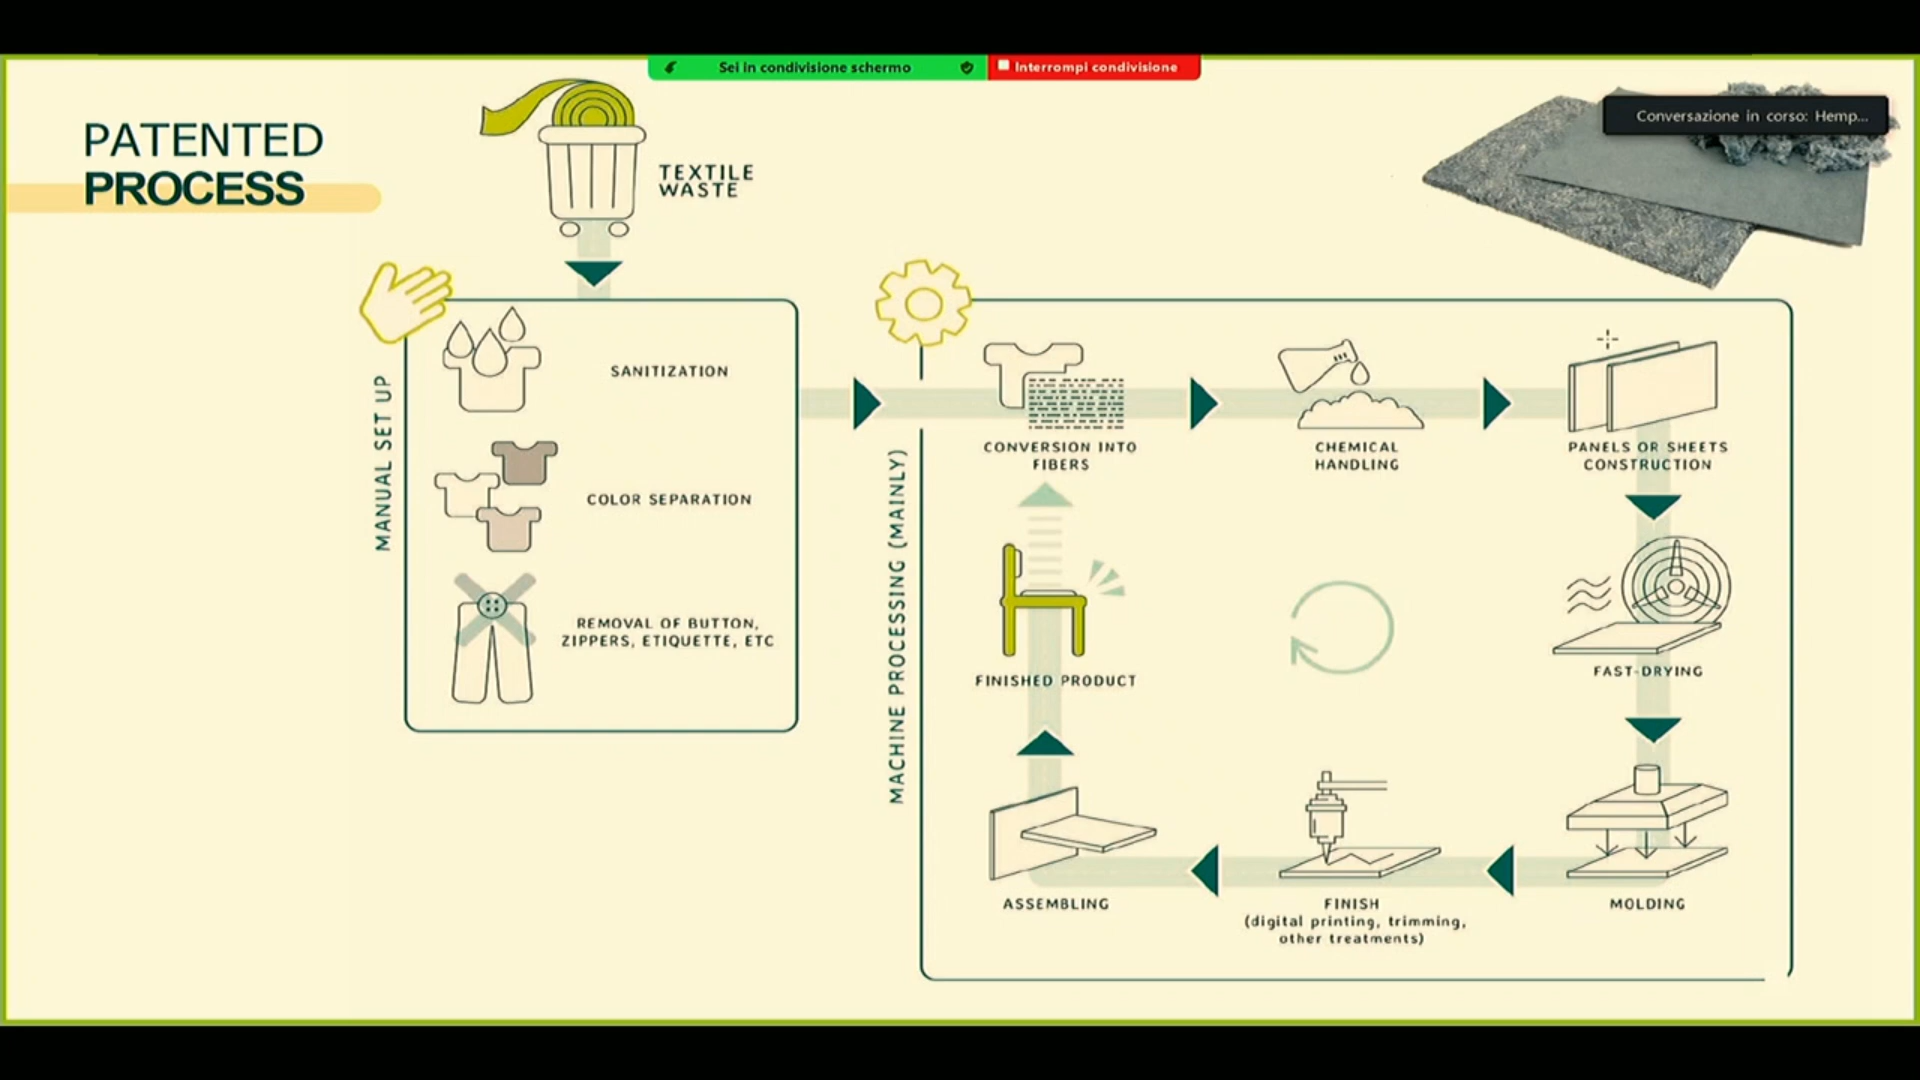 Sei in condivisione schermo
Interrompi condivisione
Conversazione in corso: Hemp...
PATENTED
PROCESS
TEXTILE
WASTE
MANUAL SET UP
SANITIZATION
COLOR SEPARATION
REMOVAL OF BUTTON,
ZIPPERS, ETIQUETTE, ETC
MACHINE PROCESSING (MAINLY)
CONVERSION INTO
FIBERS
CHEMICAL
HANDLING
PANELS OR SHEETS
CONSTRUCTION
FAST-DRYING
MOLDING
FINISH
(digital printing, trimming,
other treatments)
ASSEMBLING
FINISHED PRODUCT